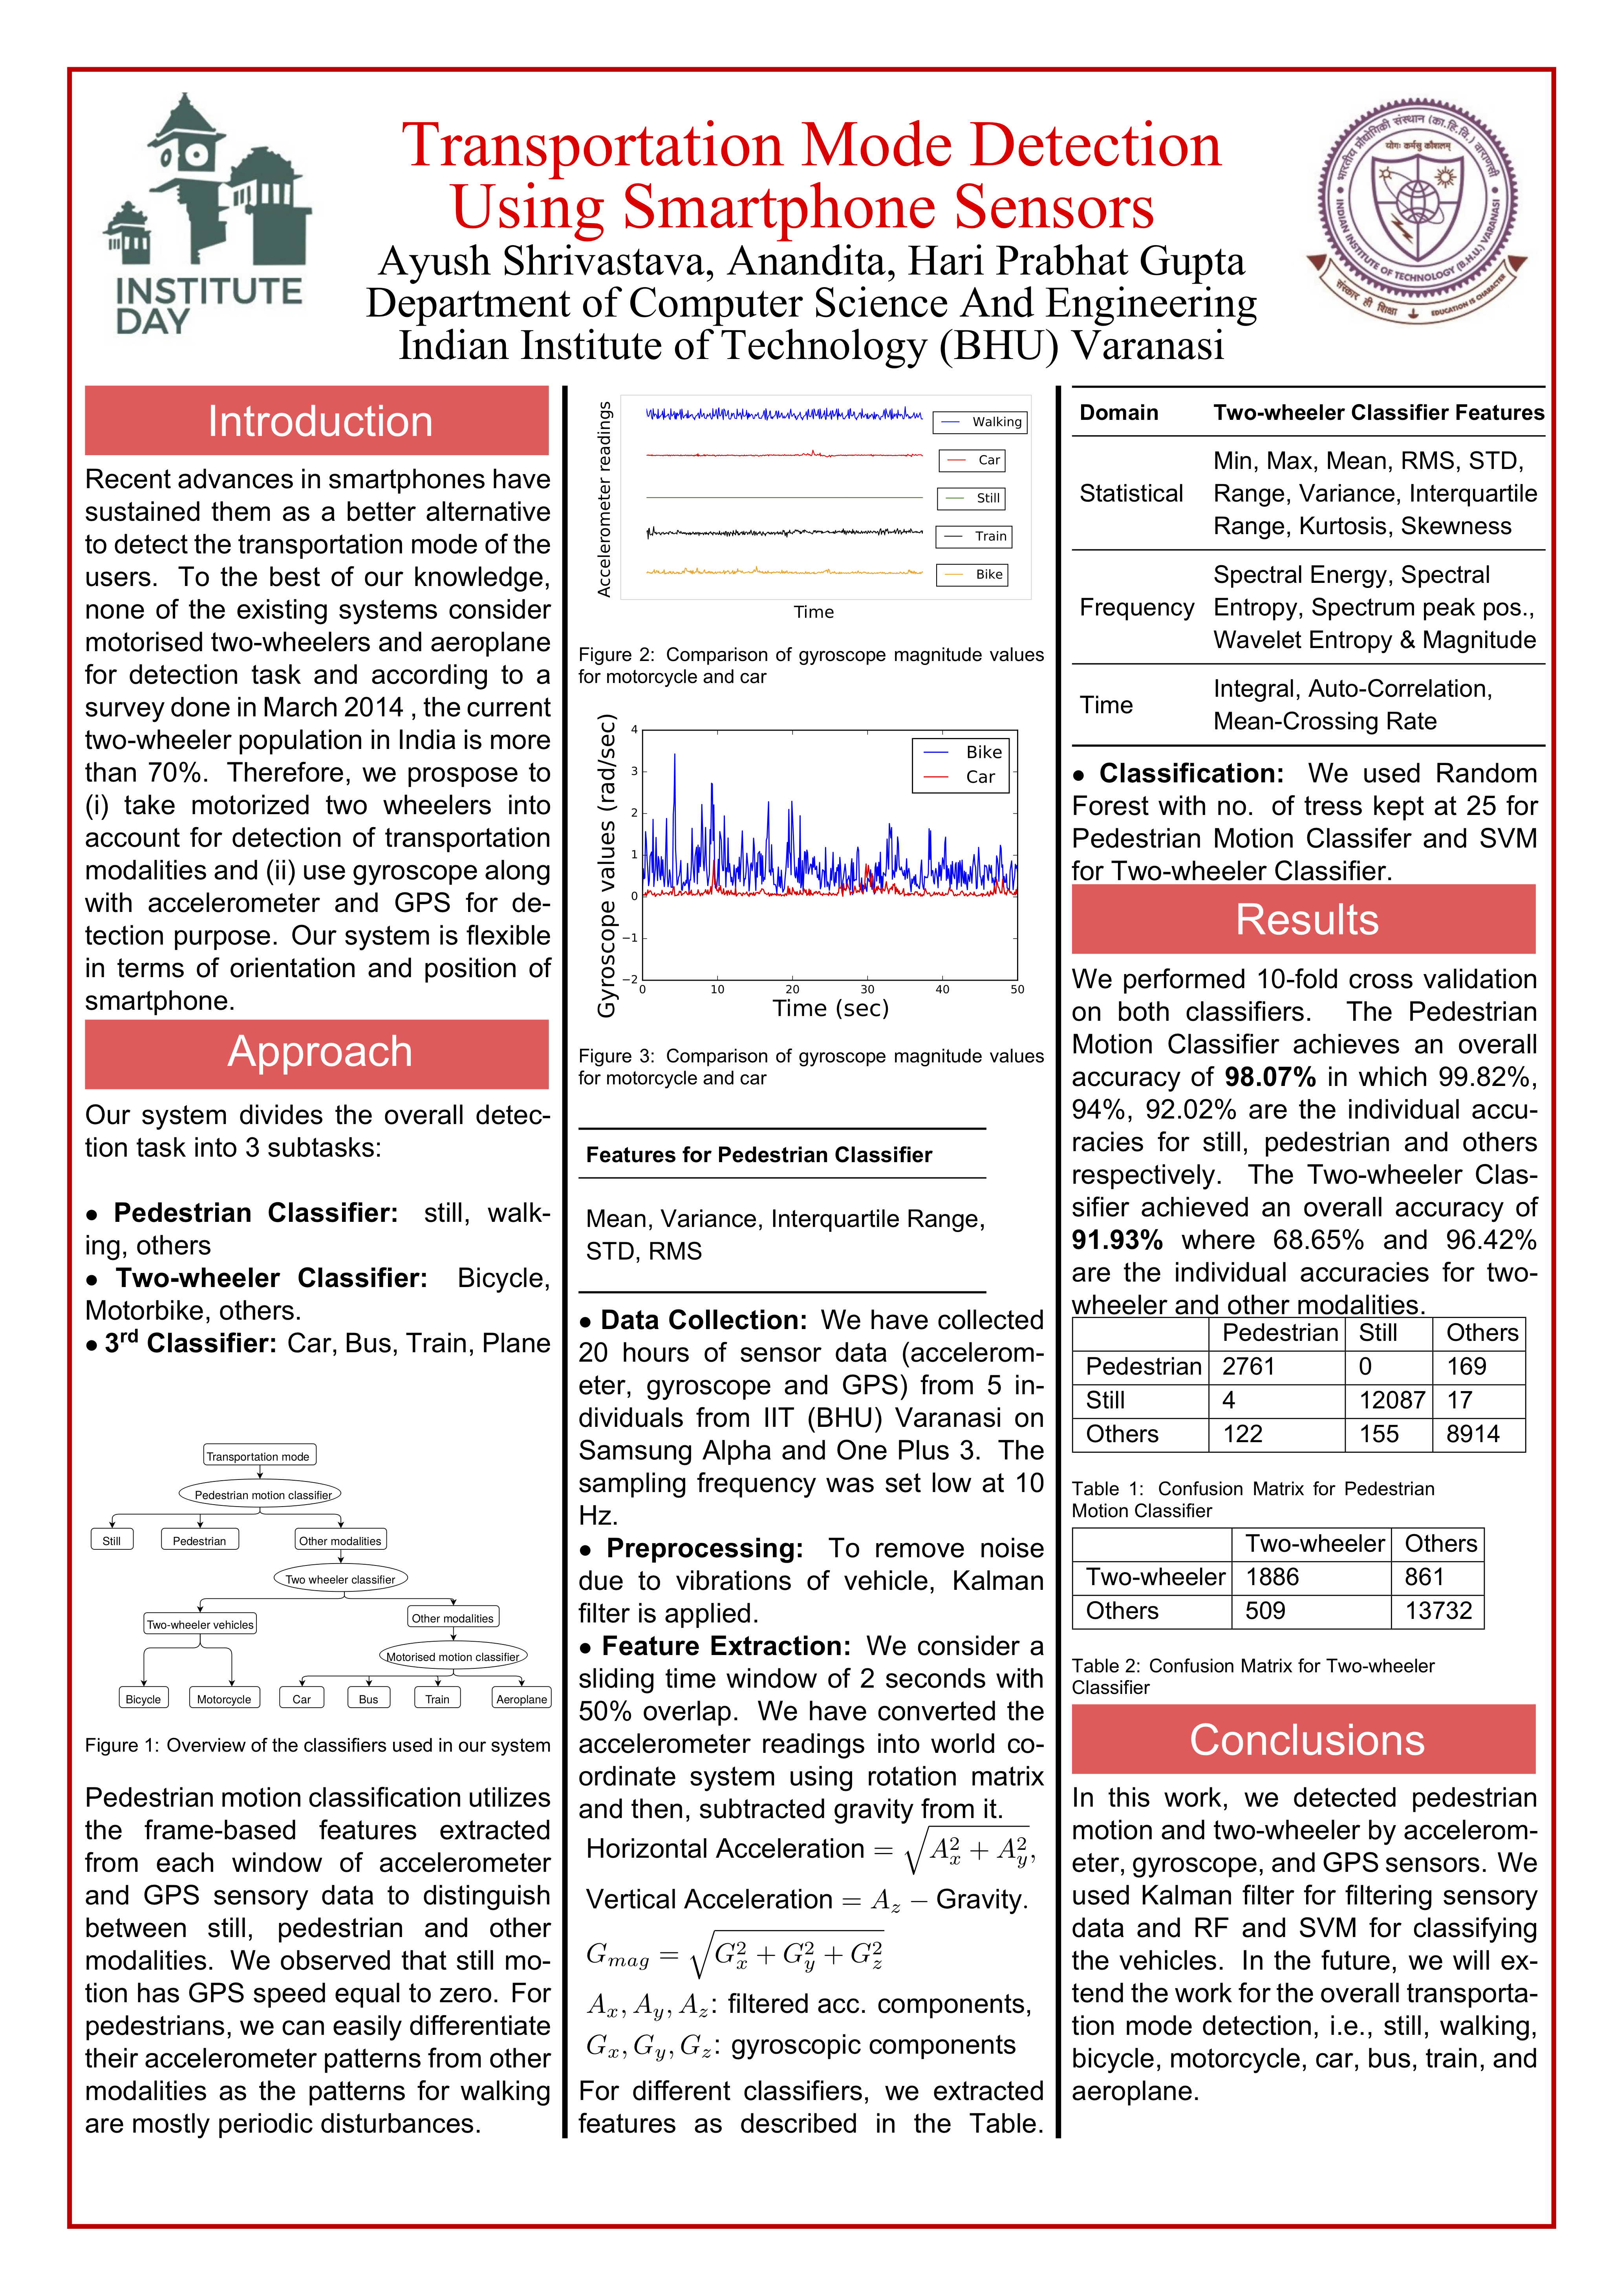 INSTITUTE
DAY
Transportation Mode Detection
Using Smartphone Sensors
Ayush Shrivastava, Anandita, Hari Prabhat Gupta
Department of Computer Science And Engineering
Indian Institute of Technology (BHU) Varanasi
भारतीय प्रौद्योगिकी संस्थान (का.हि.वि.) वाराणसी
योगः कर्मसु कौशलम्
INDIAN INSTITUTE OF TECHNOLOGY (B.H.U.) VARANASI
संस्कार ही शिक्षा
EDUCATION IS CHARACTER
Introduction
Recent advances in smartphones have
sustained them as a better alternative
to detect the transportation mode of the
users. To the best of our knowledge,
none of the existing systems consider
motorised two-wheelers and aeroplane
for detection task and according to a
survey done in March 2014 , the current
two-wheeler population in India is more
than 70%. Therefore, we prospose to
(i) take motorized two wheelers into
account for detection of transportation
modalities and (ii) use gyroscope along
with accelerometer and GPS for de-
tection purpose. Our system is flexible
in terms of orientation and position of
smartphone.
Approach
Our system divides the overall detec-
tion task into 3 subtasks:
● Pedestrian Classifier: still, walk-
ing, others
● Two-wheeler Classifier: Bicycle,
Motorbike, others.
● 3rd Classifier: Car, Bus, Train, Plane
Transportation mode
Pedestrian motion classifier
Still Pedestrian Other modalities
Two wheeler classifier
Two-wheeler vehicles Other modalities
Motorised motion classifier
Bicycle Motorcycle Car Bus Train Aeroplane
Figure 1: Overview of the classifiers used in our system
Pedestrian motion classification utilizes
the frame-based features extracted
from each window of accelerometer
and GPS sensory data to distinguish
between still, pedestrian and other
modalities. We observed that still mo-
tion has GPS speed equal to zero. For
pedestrians, we can easily differentiate
their accelerometer patterns from other
modalities as the patterns for walking
are mostly periodic disturbances.
Accelerometer readings
Walking
Car
Still
Train
Bike
Time
Figure 2: Comparison of gyroscope magnitude values
for motorcycle and car
Gyroscope values (rad/sec)
4
3
2
1
0
−1
−2
Bike
Car
0 10 20 30 40 50
Time (sec)
Figure 3: Comparison of gyroscope magnitude values
for motorcycle and car
Features for Pedestrian Classifier
Mean, Variance, Interquartile Range,
STD, RMS
● Data Collection: We have collected
20 hours of sensor data (accelerom-
eter, gyroscope and GPS) from 5 in-
dividuals from IIT (BHU) Varanasi on
Samsung Alpha and One Plus 3. The
sampling frequency was set low at 10
Hz.
● Preprocessing: To remove noise
due to vibrations of vehicle, Kalman
filter is applied.
● Feature Extraction: We consider a
sliding time window of 2 seconds with
50% overlap. We have converted the
accelerometer readings into world co-
ordinate system using rotation matrix
and then, subtracted gravity from it.
Horizontal Acceleration = √(A_x^2 + A_y^2),
Vertical Acceleration = A_z − Gravity.
G_mag = √(G_x^2 + G_y^2 + G_z^2)
A_x, A_y, A_z: filtered acc. components,
G_x, G_y, G_z: gyroscopic components
For different classifiers, we extracted
features as described in the Table.
Domain Two-wheeler Classifier Features
Statistical Min, Max, Mean, RMS, STD,
Range, Variance, Interquartile
Range, Kurtosis, Skewness
Frequency Spectral Energy, Spectral
Entropy, Spectrum peak pos.,
Wavelet Entropy & Magnitude
Time Integral, Auto-Correlation,
Mean-Crossing Rate
● Classification: We used Random
Forest with no. of tress kept at 25 for
Pedestrian Motion Classifer and SVM
for Two-wheeler Classifier.
Results
We performed 10-fold cross validation
on both classifiers. The Pedestrian
Motion Classifier achieves an overall
accuracy of 98.07% in which 99.82%,
94%, 92.02% are the individual accu-
racies for still, pedestrian and others
respectively. The Two-wheeler Clas-
sifier achieved an overall accuracy of
91.93% where 68.65% and 96.42%
are the individual accuracies for two-
wheeler and other modalities.
Pedestrian Still Others
Pedestrian 2761 0 169
Still 4 12087 17
Others 122 155 8914
Table 1: Confusion Matrix for Pedestrian
Motion Classifier
Two-wheeler Others
Two-wheeler 1886 861
Others 509 13732
Table 2: Confusion Matrix for Two-wheeler
Classifier
Conclusions
In this work, we detected pedestrian
motion and two-wheeler by accelerom-
eter, gyroscope, and GPS sensors. We
used Kalman filter for filtering sensory
data and RF and SVM for classifying
the vehicles. In the future, we will ex-
tend the work for the overall transporta-
tion mode detection, i.e., still, walking,
bicycle, motorcycle, car, bus, train, and
aeroplane.